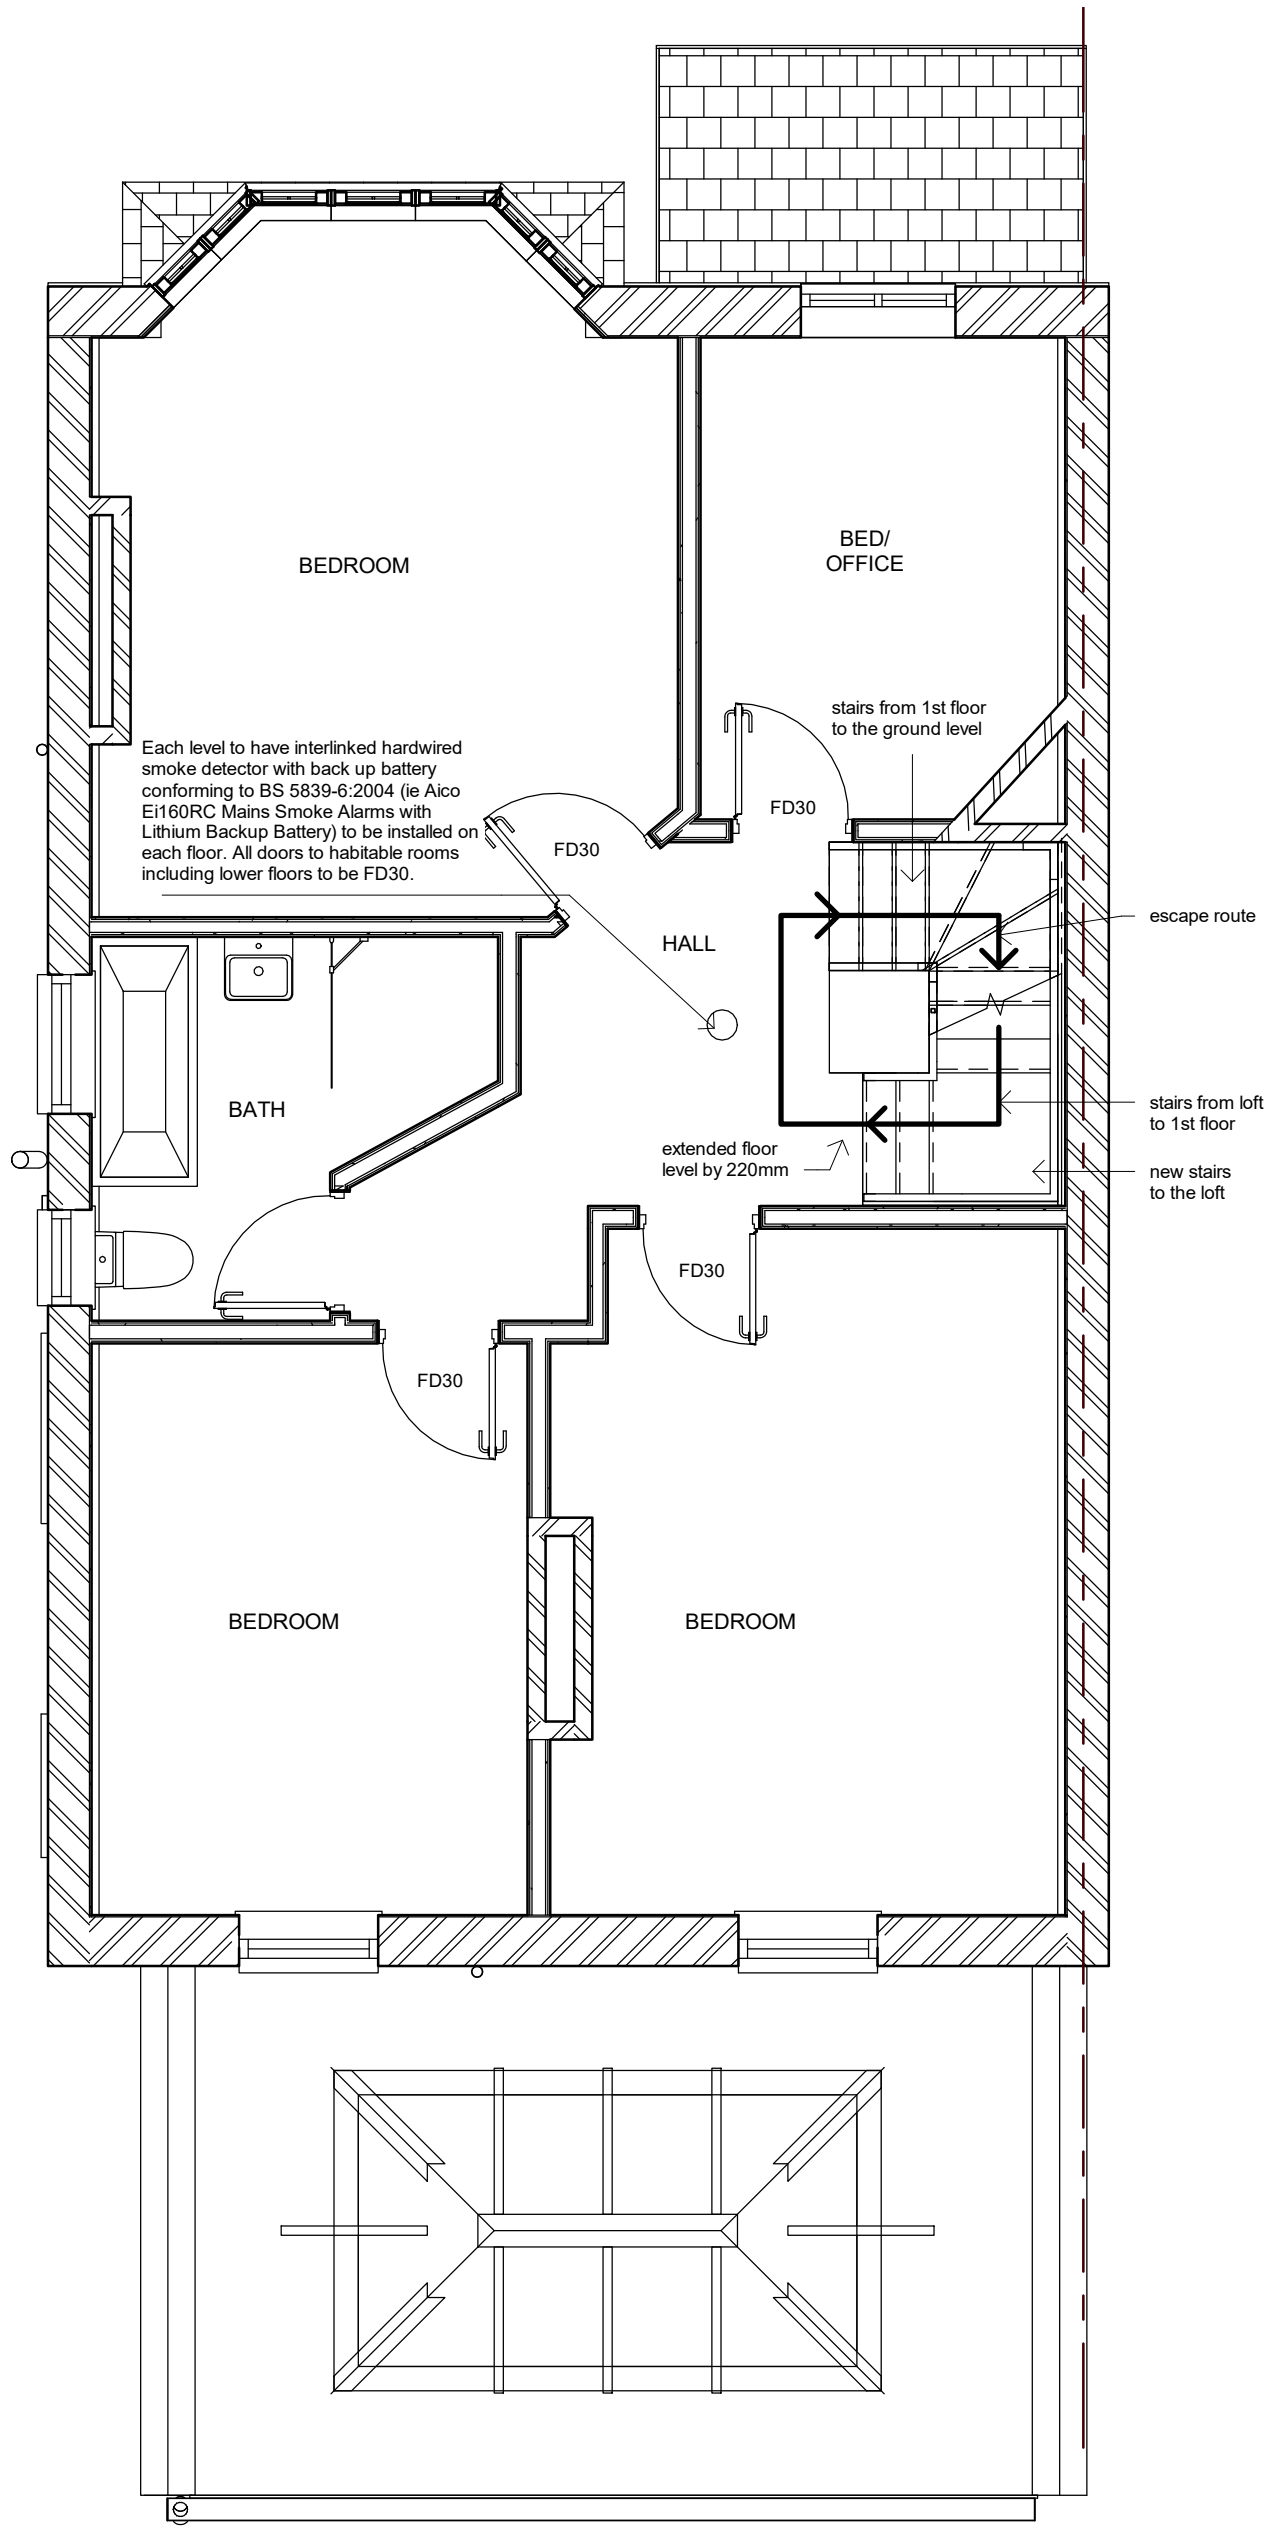 BEDROOM
BED/
OFFICE
stairs from 1st floor
to the ground level
Each level to have interlinked hardwired
smoke detector with back up battery
conforming to BS 5839-6:2004 (ie Aico
Ei160RC Mains Smoke Alarms with
Lithium Backup Battery) to be installed on
each floor. All doors to habitable rooms
including lower floors to be FD30.
FD30
FD30
HALL
escape route
BATH
stairs from loft
to 1st floor
extended floor
level by 220mm
new stairs
to the loft
FD30
FD30
BEDROOM
BEDROOM